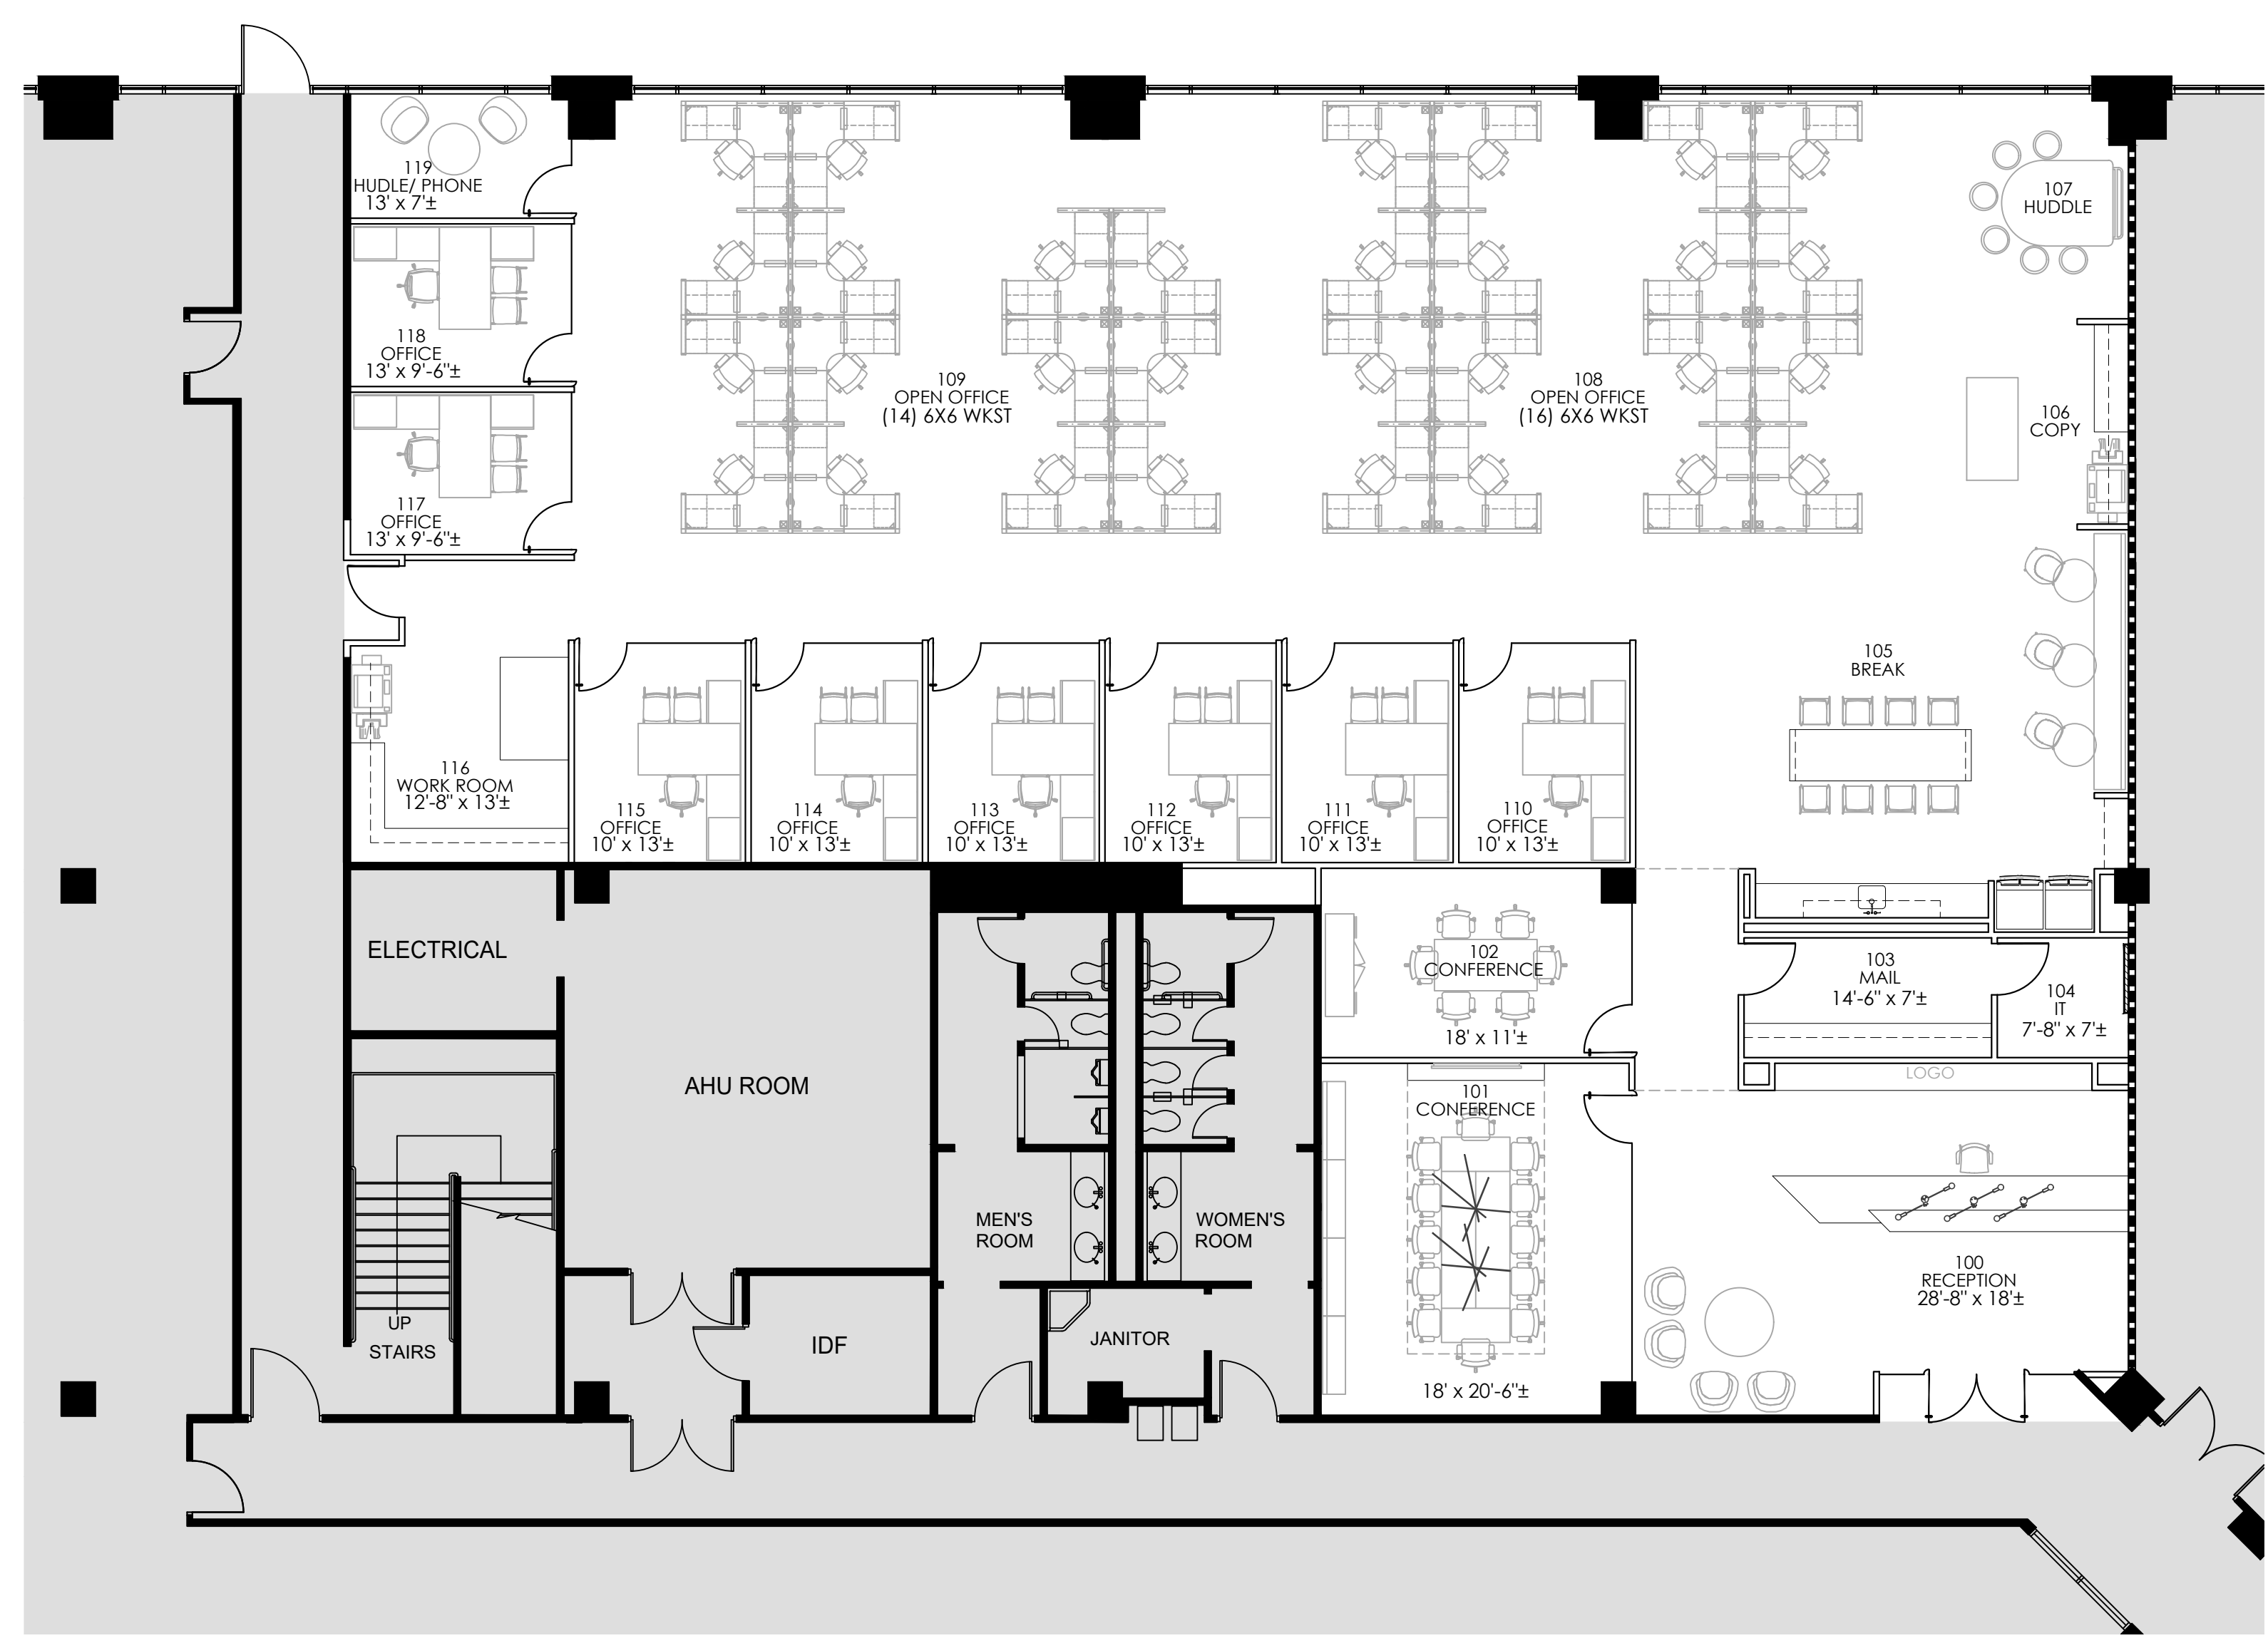 119
HUDLE/ PHONE
13' x 7'±
107
HUDDLE
118
OFFICE
13' x 9'-6"±
109
OPEN OFFICE
(14) 6X6 WKST
108
OPEN OFFICE
(16) 6X6 WKST
106
COPY
117
OFFICE
13' x 9'-6"±
105
BREAK
116
WORK ROOM
12'-8" x 13'±
115
OFFICE
10' x 13'±
114
OFFICE
10' x 13'±
113
OFFICE
10' x 13'±
112
OFFICE
10' x 13'±
111
OFFICE
10' x 13'±
110
OFFICE
10' x 13'±
ELECTRICAL
102
CONFERENCE
18' x 11'±
103
MAIL
14'-6" x 7'±
104
IT
7'-8" x 7'±
LOGO
AHU ROOM
101
CONFERENCE
18' x 20'-6"±
MEN'S
ROOM
WOMEN'S
ROOM
100
RECEPTION
28'-8" x 18'±
UP
STAIRS
IDF
JANITOR